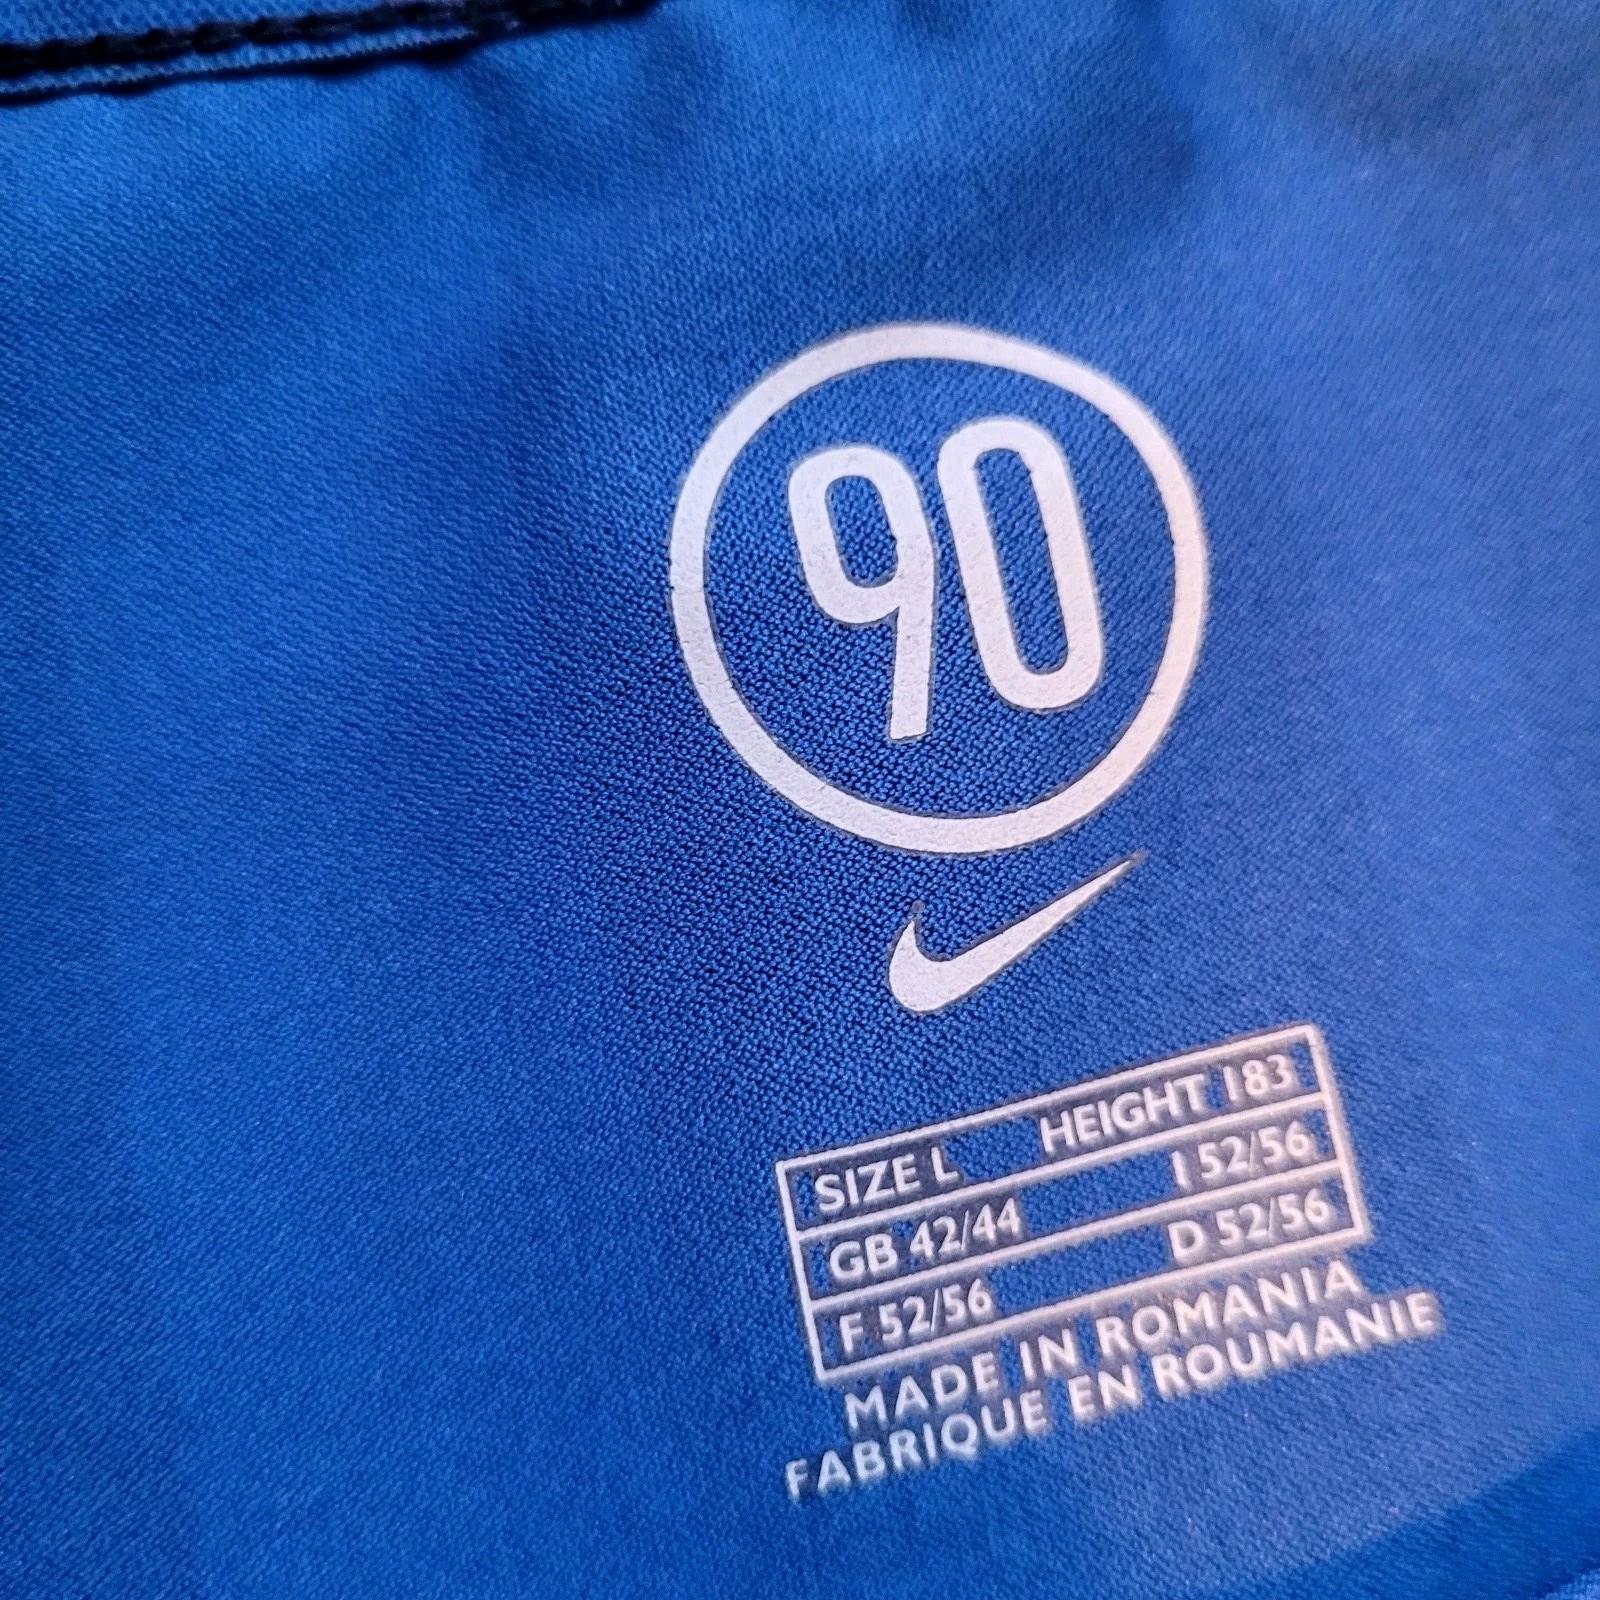 90
SIZE L HEIGHT 183
GB 42/44 I 52/56
F 52/56 D 52/56
MADE IN ROMANIA
FABRIQUE EN ROUMANIE